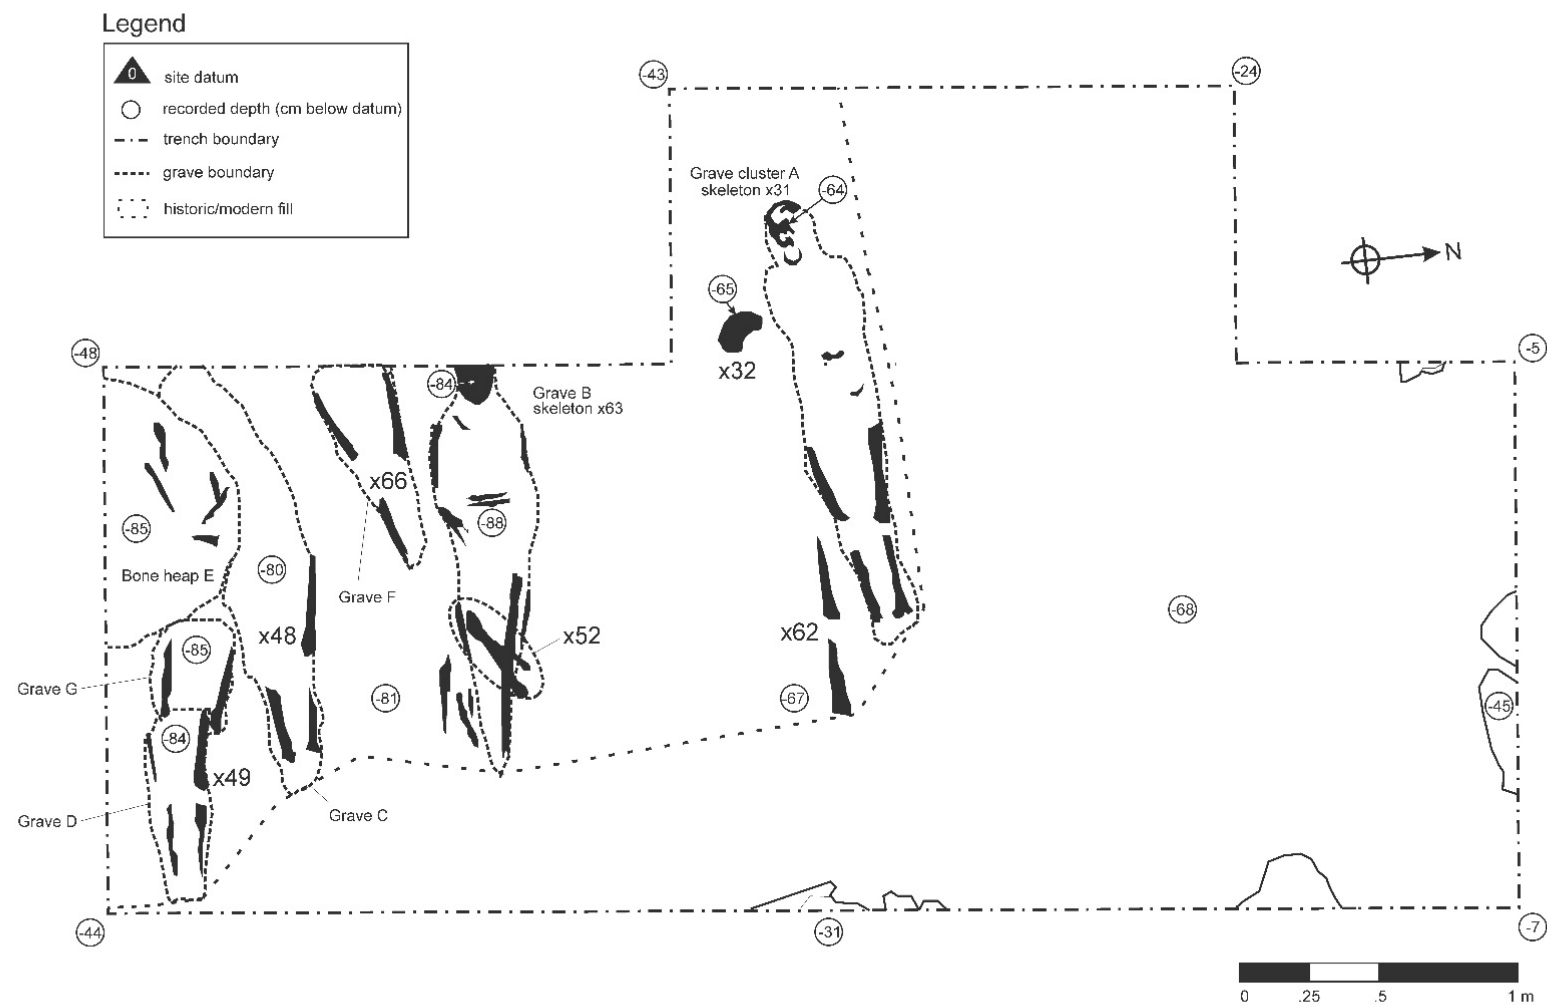 Legend
0 site datum
recorded depth (cm below datum)
trench boundary
grave boundary
historic/modern fill
-43
-24
Grave cluster A
skeleton x31
-64
N
-65
x32
-48
-5
-84
Grave B
skeleton x63
x66
-85
-88
Bone heap E
-80
Grave F
x48
x52
x62
-68
-85
Grave G
-81
-67
-45
-84
x49
Grave D
Grave C
-44
-31
-7
0 .25 .5 1 m